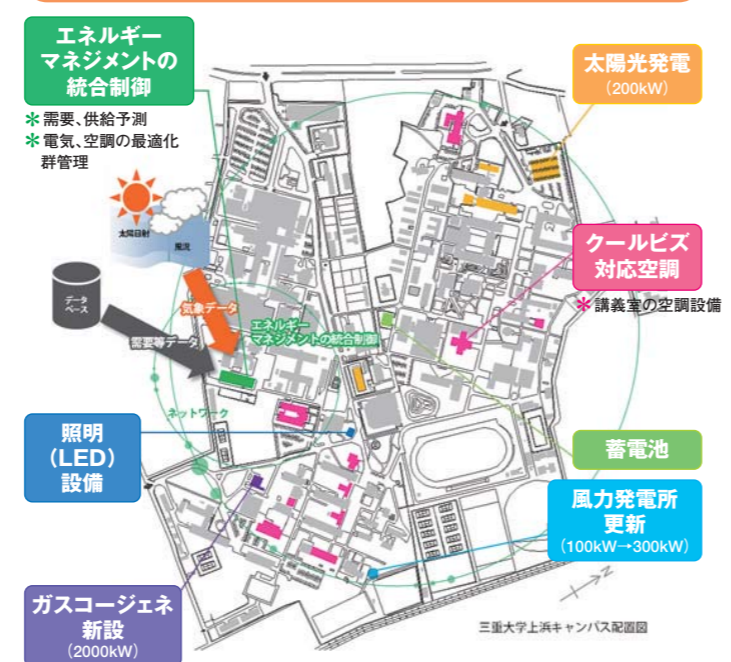 エネルギー
マネジメントの
統合制御
＊需要、供給予測
＊電気、空調の最適化
群管理
太陽光発電
（200kW）
太陽日射
風況
データ
ベース
気象データ
需要等データ
エネルギー
マネジメントの統合制御
ネットワーク
クールビズ
対応空調
＊講義室の空調設備
照明
（LED）
設備
蓄電池
風力発電所
更新
（100kW→300kW）
ガスコージェネ
新設
（2000kW）
N
三重大学上浜キャンパス配置図